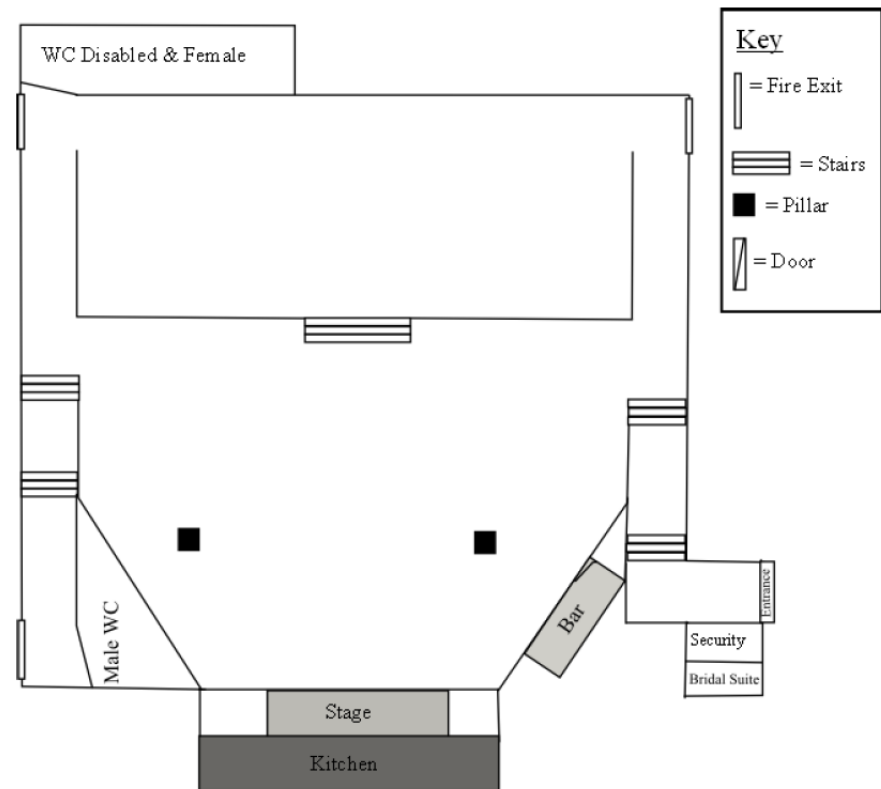 WC Disabled & Female
Key
= Fire Exit
= Stairs
= Pillar
= Door
Male WC
Bar
Entrance
Security
Bridal Suite
Stage
Kitchen